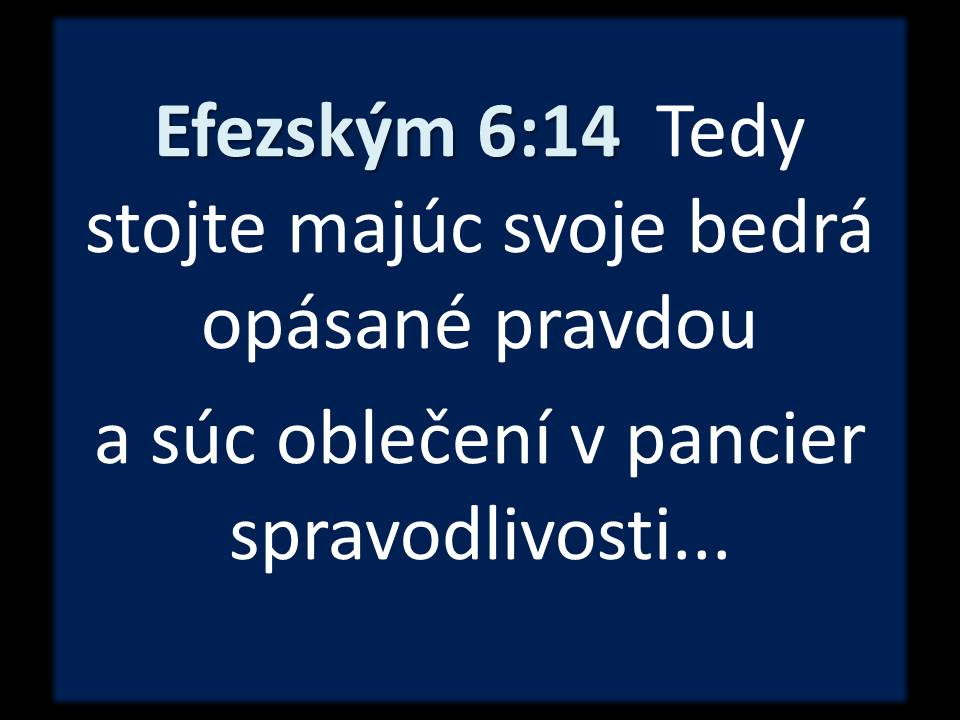 Efezským 6:14 Tedy
stojte majúc svoje bedrá
opásané pravdou
a súc oblečení v pancier
spravodlivosti...